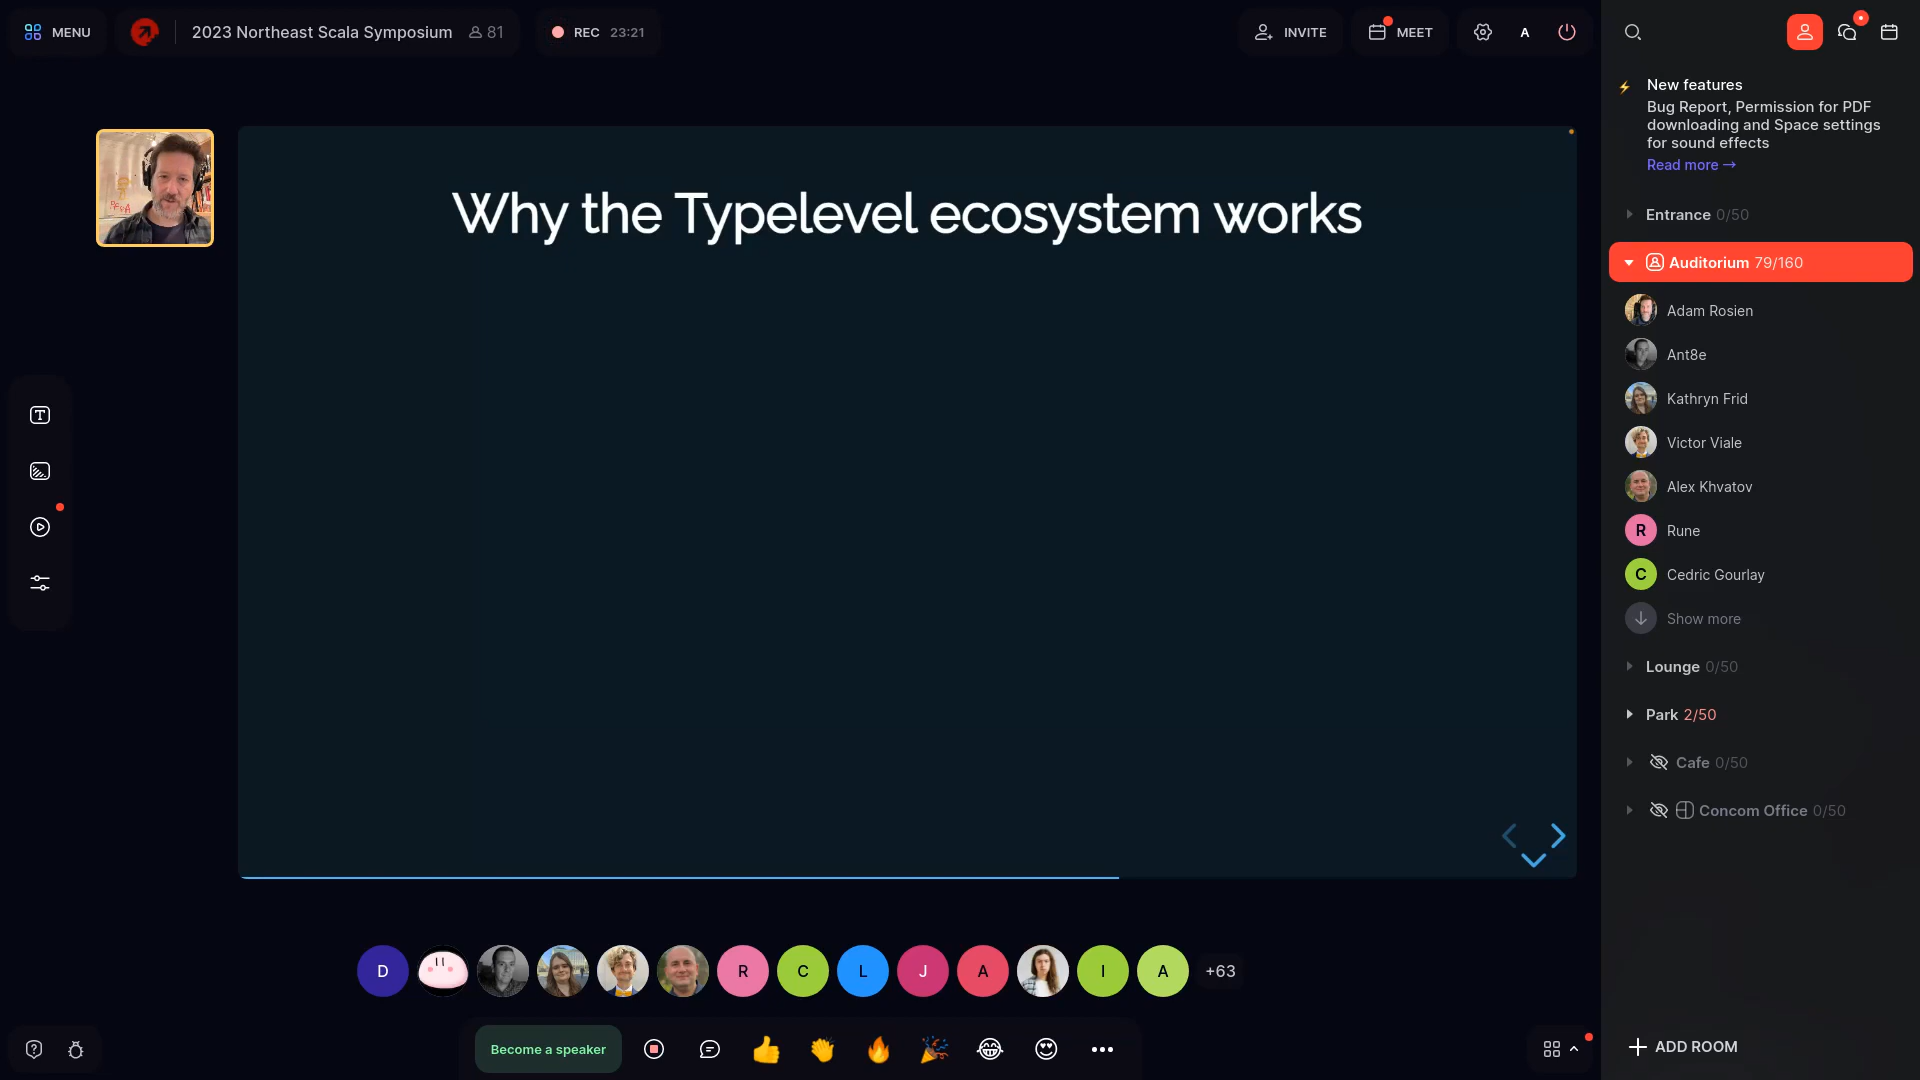 MENU
2023 Northeast Scala Symposium
81
REC 23:21
INVITE
MEET
A
New features
Bug Report, Permission for PDF
downloading and Space settings
for sound effects
Read more →
Why the Typelevel ecosystem works
Entrance 0/50
Auditorium 79/160
Adam Rosien
Ant8e
Kathryn Frid
Victor Viale
Alex Khvatov
R Rune
C Cedric Gourlay
Show more
Lounge 0/50
Park 2/50
Cafe 0/50
Concom Office 0/50
D R C L J A I A +63
Become a speaker
ADD ROOM